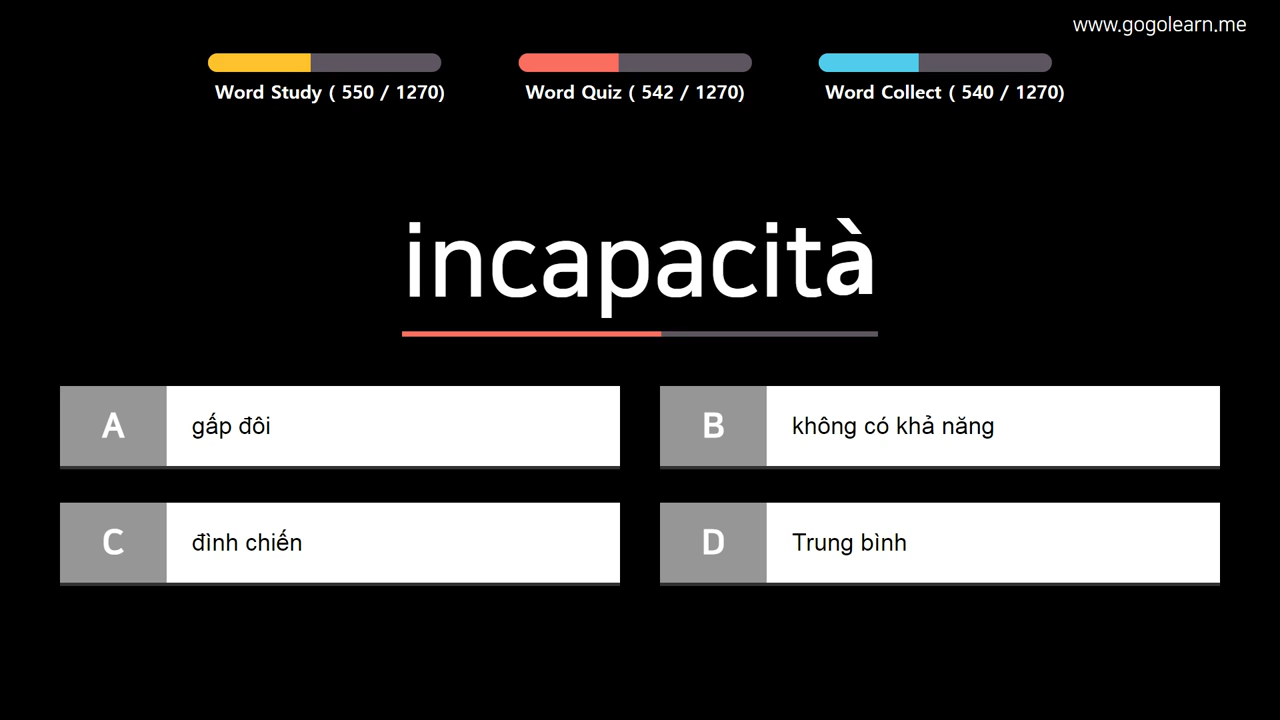 www.gogolearn.me
Word Study ( 550 / 1270)
Word Quiz ( 542 / 1270)
Word Collect ( 540 / 1270)
incapacità
A gấp đôi
B không có khả năng
C đình chiến
D Trung bình